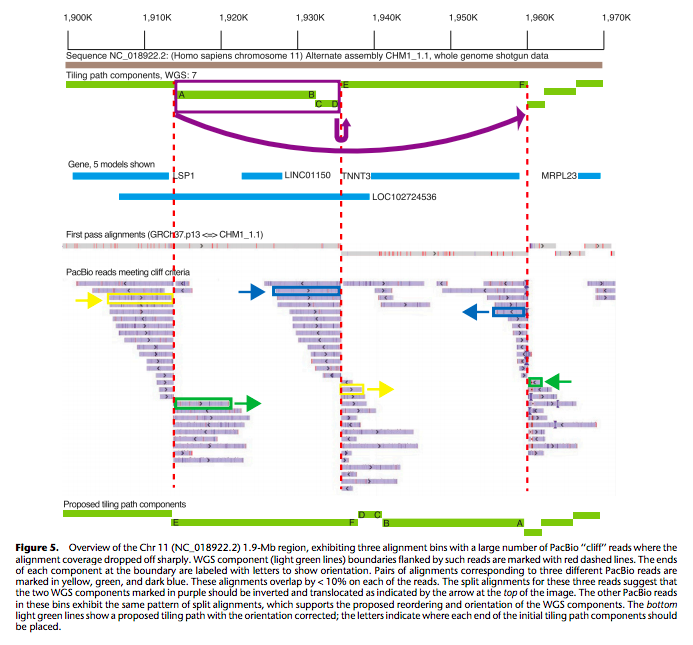 1,900K 1,910K 1,920K 1,930K 1,940K 1,950K 1,960K 1,970K
Sequence NC_018922.2: (Homo sapiens chromosome 11) Alternate assembly CHM1_1.1, whole genome shotgun data
Tiling path components, WGS: 7
E F
A B
C D
Gene, 5 models shown
LSP1 LINC01150 TNNT3 MRPL23
LOC102724536
First pass alignments (GRCh37.p13 <=> CHM1_1.1)
PacBio reads meeting cliff criteria
Proposed tiling path components
D C
E F B A
Figure 5. Overview of the Chr 11 (NC_018922.2) 1.9-Mb region, exhibiting three alignment bins with a large number of PacBio “cliff” reads where the
alignment coverage dropped off sharply. WGS component (light green lines) boundaries flanked by such reads are marked with red dashed lines. The ends
of each component at the boundary are labeled with letters to show orientation. Pairs of alignments corresponding to three different PacBio reads are
marked in yellow, green, and dark blue. These alignments overlap by < 10% on each of the reads. The split alignments for these three reads suggest that
the two WGS components marked in purple should be inverted and translocated as indicated by the arrow at the top of the image. The other PacBio reads
in these bins exhibit the same pattern of split alignments, which supports the proposed reordering and orientation of the WGS components. The bottom
light green lines show a proposed tiling path with the orientation corrected; the letters indicate where each end of the initial tiling path components should
be placed.